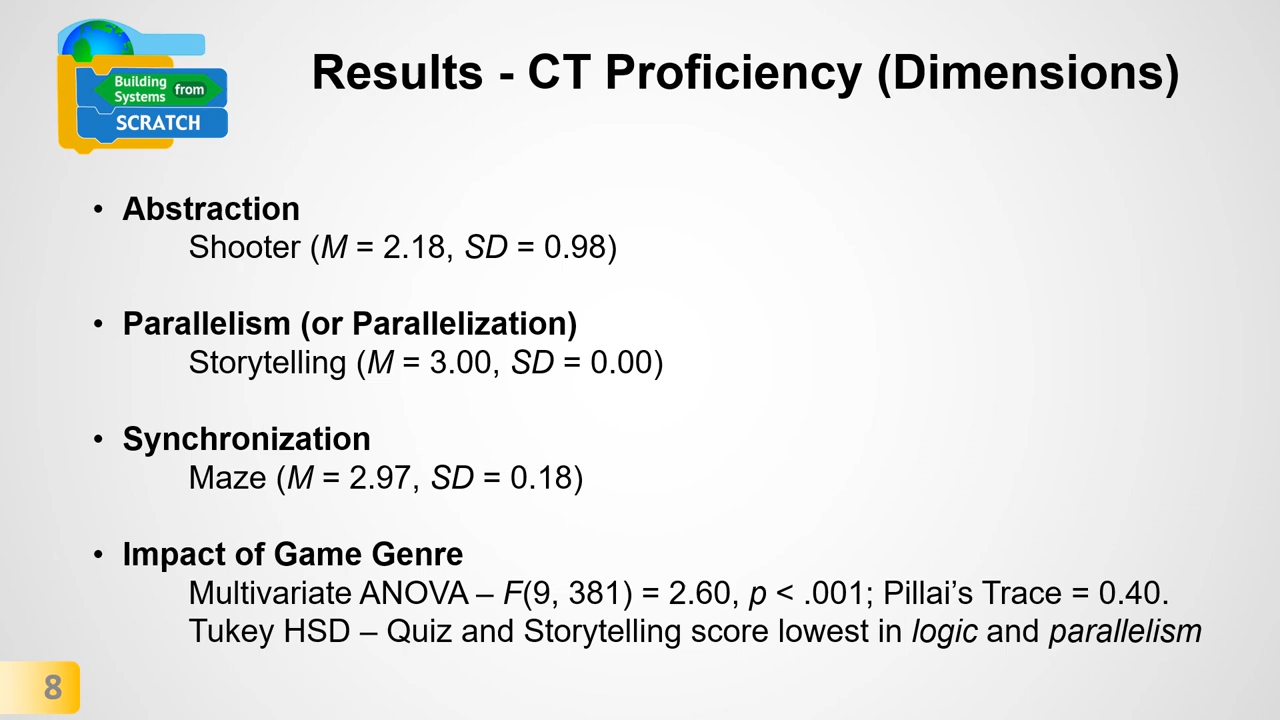 Building
Systems from
SCRATCH
Results - CT Proficiency (Dimensions)
• Abstraction
Shooter (M = 2.18, SD = 0.98)
• Parallelism (or Parallelization)
Storytelling (M = 3.00, SD = 0.00)
• Synchronization
Maze (M = 2.97, SD = 0.18)
• Impact of Game Genre
Multivariate ANOVA – F(9, 381) = 2.60, p < .001; Pillai’s Trace = 0.40.
Tukey HSD – Quiz and Storytelling score lowest in logic and parallelism
8